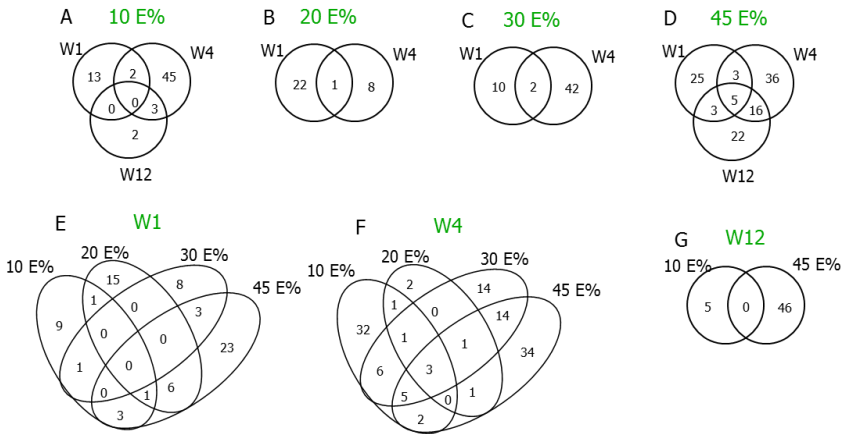 A 10 E%
W1 W4
13 2 45
0 0 3
2
W12
B 20 E%
W1 W4
22 1 8
C 30 E%
W1 W4
10 2 42
D 45 E%
W1 W4
25 3 36
3 5 16
22
W12
E W1
10 E% 20 E% 30 E% 45 E%
15 8
1 0 3
9 0 0 23
1 0 6
0 1
3
F W4
10 E% 20 E% 30 E% 45 E%
2 14
1 0 14
32 1 1 34
6 3 1
5 0
2
G W12
10 E% 45 E%
5 0 46